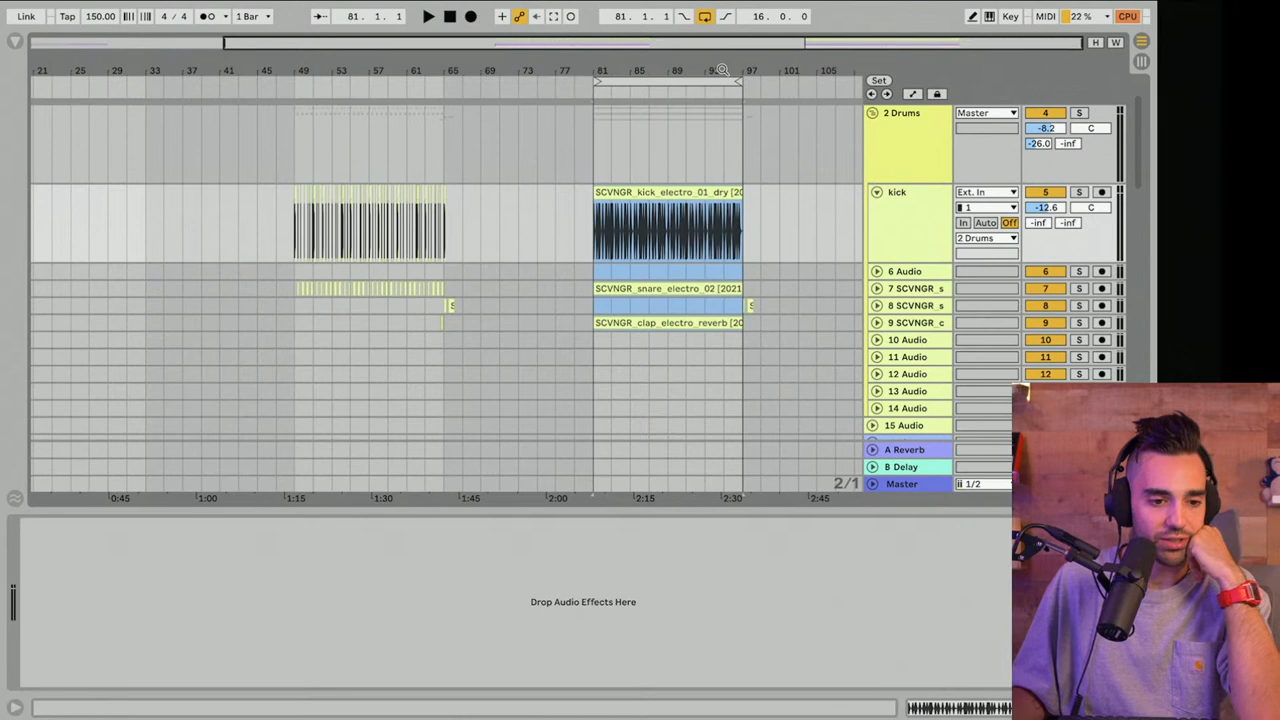 Link Tap 150.00 4 / 4 1 Bar 81. 1. 1 81. 1. 1 16. 0. 0 Key MIDI 22 % CPU
H W
21 25 29 33 37 41 45 49 53 57 61 65 69 73 77 81 85 89 97 101 105
Set
2 Drums Master 4 S
-8.2 C
-26.0 -inf
SCVNGR_kick_electro_01_dry [20 kick Ext. In 5 S
1 -12.6 C
In Auto Off -inf -inf
2 Drums
6 Audio 6 S
SCVNGR_snare_electro_02 [2021 7 SCVNGR_s 7 S
S S 8 SCVNGR_s 8 S
SCVNGR_clap_electro_reverb [20 9 SCVNGR_c 9 S
10 Audio 10 S
11 Audio 11 S
12 Audio 12 S
13 Audio
14 Audio
15 Audio
A Reverb
B Delay
2/1 Master 1/2
0:45 1:00 1:15 1:30 1:45 2:00 2:15 2:30 2:45
Drop Audio Effects Here